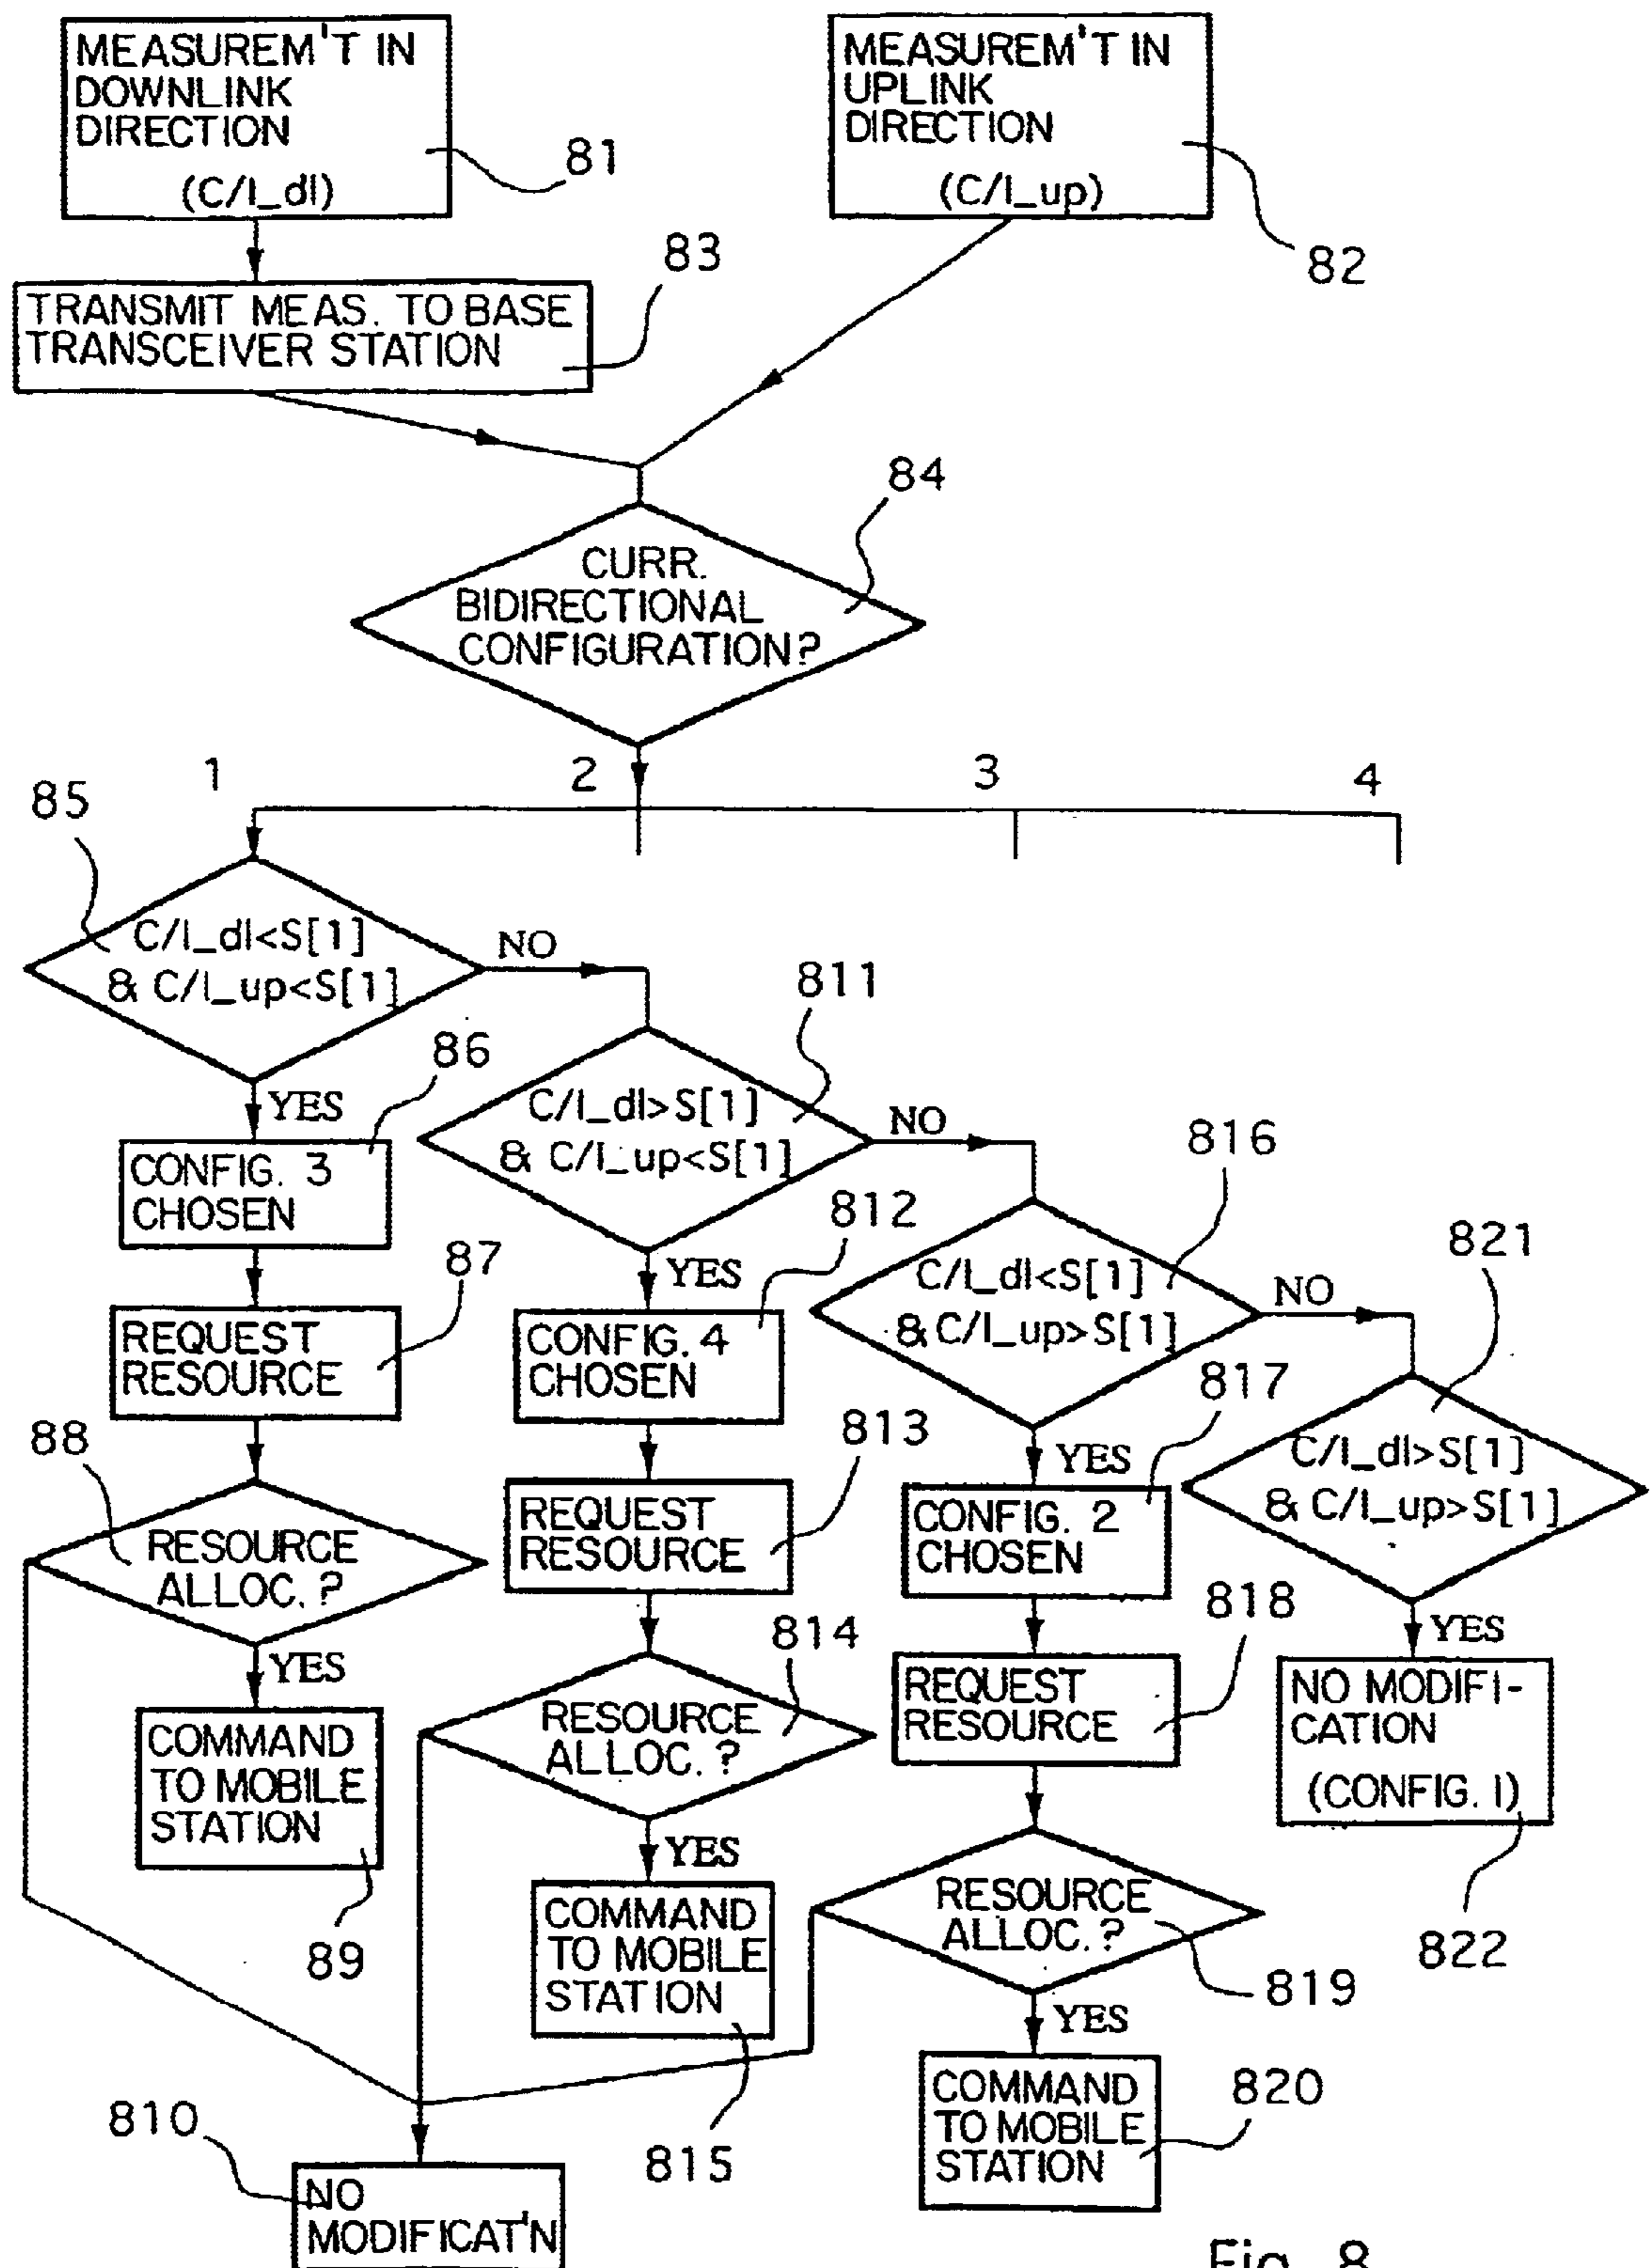 MEASUREM'T IN
DOWNLINK
DIRECTION
(C/I_dl)
81
MEASUREM'T IN
UPLINK
DIRECTION
(C/I_up)
82
83
TRANSMIT MEAS. TO BASE
TRANSCEIVER STATION
84
CURR.
BIDIRECTIONAL
CONFIGURATION?
1
2
3
4
85
C/I_dl<S[1]
& C/I_up<S[1]
NO
YES
86
CONFIG. 3
CHOSEN
87
REQUEST
RESOURCE
88
RESOURCE
ALLOC.?
YES
COMMAND
TO MOBILE
STATION
89
811
C/I_dl>S[1]
& C/I_up<S[1]
NO
YES
812
CONFIG. 4
CHOSEN
813
REQUEST
RESOURCE
814
RESOURCE
ALLOC.?
YES
COMMAND
TO MOBILE
STATION
815
816
C/I_dl<S[1]
& C/I_up>S[1]
NO
YES
817
CONFIG. 2
CHOSEN
818
REQUEST
RESOURCE
RESOURCE
ALLOC.?
819
YES
COMMAND
TO MOBILE
STATION
820
821
C/I_dl>S[1]
& C/I_up>S[1]
YES
NO MODIFI-
CATION
(CONFIG. 1)
822
810
NO
MODIFICAT'N
Fig. 8